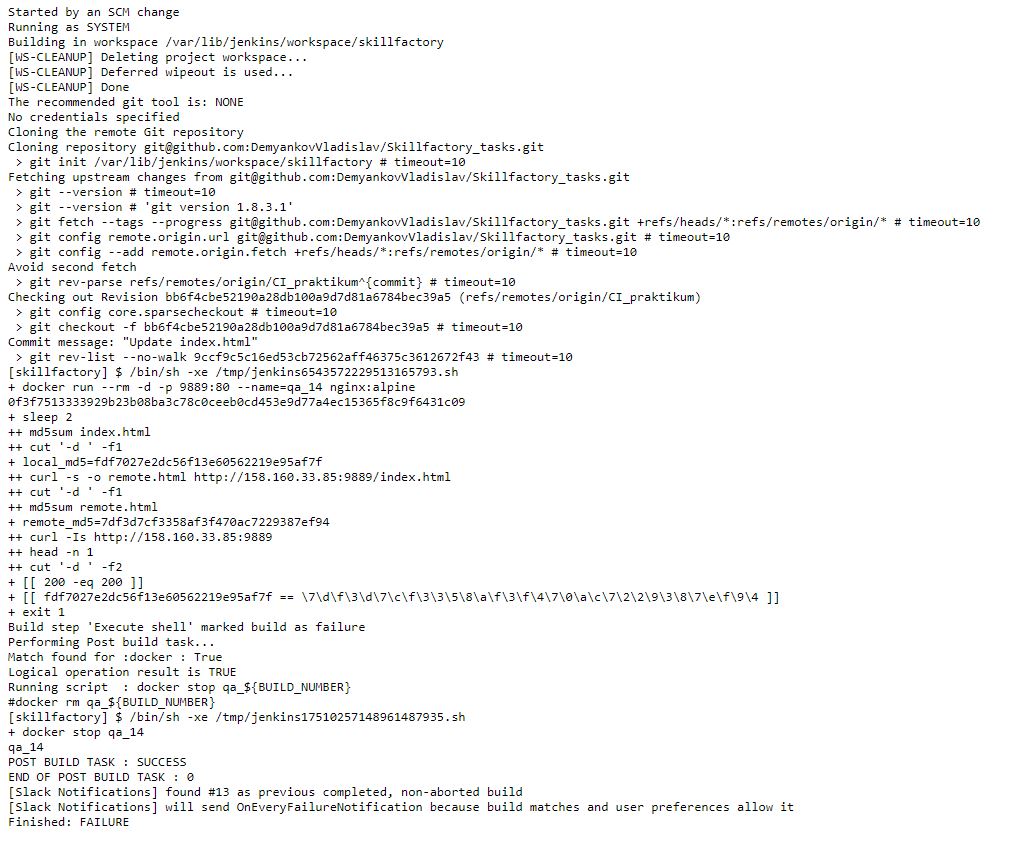 Started by an SCM change
Running as SYSTEM
Building in workspace /var/lib/jenkins/workspace/skillfactory
[WS-CLEANUP] Deleting project workspace...
[WS-CLEANUP] Deferred wipeout is used...
[WS-CLEANUP] Done
The recommended git tool is: NONE
No credentials specified
Cloning the remote Git repository
Cloning repository git@github.com:DemyankovVladislav/Skillfactory_tasks.git
 > git init /var/lib/jenkins/workspace/skillfactory # timeout=10
Fetching upstream changes from git@github.com:DemyankovVladislav/Skillfactory_tasks.git
 > git --version # timeout=10
 > git --version # 'git version 1.8.3.1'
 > git fetch --tags --progress git@github.com:DemyankovVladislav/Skillfactory_tasks.git +refs/heads/*:refs/remotes/origin/* # timeout=10
 > git config remote.origin.url git@github.com:DemyankovVladislav/Skillfactory_tasks.git # timeout=10
 > git config --add remote.origin.fetch +refs/heads/*:refs/remotes/origin/* # timeout=10
Avoid second fetch
 > git rev-parse refs/remotes/origin/CI_praktikum^{commit} # timeout=10
Checking out Revision bb6f4cbe52190a28db100a9d7d81a6784bec39a5 (refs/remotes/origin/CI_praktikum)
 > git config core.sparsecheckout # timeout=10
 > git checkout -f bb6f4cbe52190a28db100a9d7d81a6784bec39a5 # timeout=10
Commit message: "Update index.html"
 > git rev-list --no-walk 9ccf9c5c16ed53cb72562aff46375c3612672f43 # timeout=10
[skillfactory] $ /bin/sh -xe /tmp/jenkins6543572229513165793.sh
+ docker run --rm -d -p 9889:80 --name=qa_14 nginx:alpine
0f3f7513333929b23b08ba3c78c0ceeb0cd453e9d77a4ec15365f8c9f6431c09
+ sleep 2
++ md5sum index.html
++ cut '-d ' -f1
+ local_md5=fdf7027e2dc56f13e60562219e95af7f
++ curl -s -o remote.html http://158.160.33.85:9889/index.html
++ cut '-d ' -f1
++ md5sum remote.html
+ remote_md5=7df3d7cf3358af3f470ac7229387ef94
++ curl -Is http://158.160.33.85:9889
++ head -n 1
++ cut '-d ' -f2
+ [[ 200 -eq 200 ]]
+ [[ fdf7027e2dc56f13e60562219e95af7f == \7\d\f\3\d\7\c\f\3\3\5\8\a\f\3\f\4\7\0\a\c\7\2\2\9\3\8\7\e\f\9\4 ]]
+ exit 1
Build step 'Execute shell' marked build as failure
Performing Post build task...
Match found for :docker : True
Logical operation result is TRUE
Running script  : docker stop qa_${BUILD_NUMBER}
#docker rm qa_${BUILD_NUMBER}
[skillfactory] $ /bin/sh -xe /tmp/jenkins17510257148961487935.sh
+ docker stop qa_14
qa_14
POST BUILD TASK : SUCCESS
END OF POST BUILD TASK : 0
[Slack Notifications] found #13 as previous completed, non-aborted build
[Slack Notifications] will send OnEveryFailureNotification because build matches and user preferences allow it
Finished: FAILURE